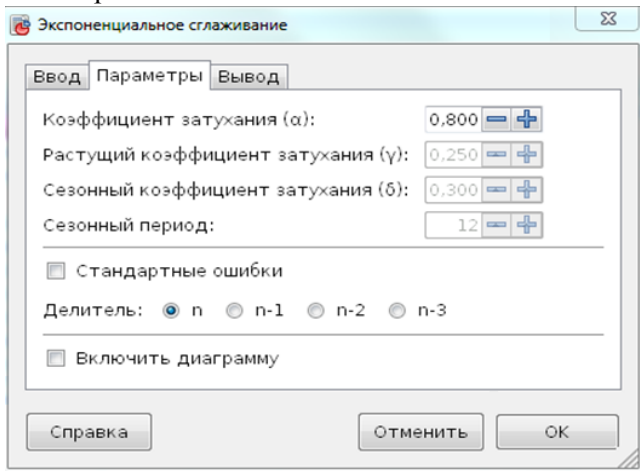 Экспоненциальное сглаживание
Ввод Параметры Вывод
Коэффициент затухания (α): 0,800
Растущий коэффициент затухания (γ): 0,250
Сезонный коэффициент затухания (δ): 0,300
Сезонный период: 12
Стандартные ошибки
Делитель: n n-1 n-2 n-3
Включить диаграмму
Справка Отменить OK